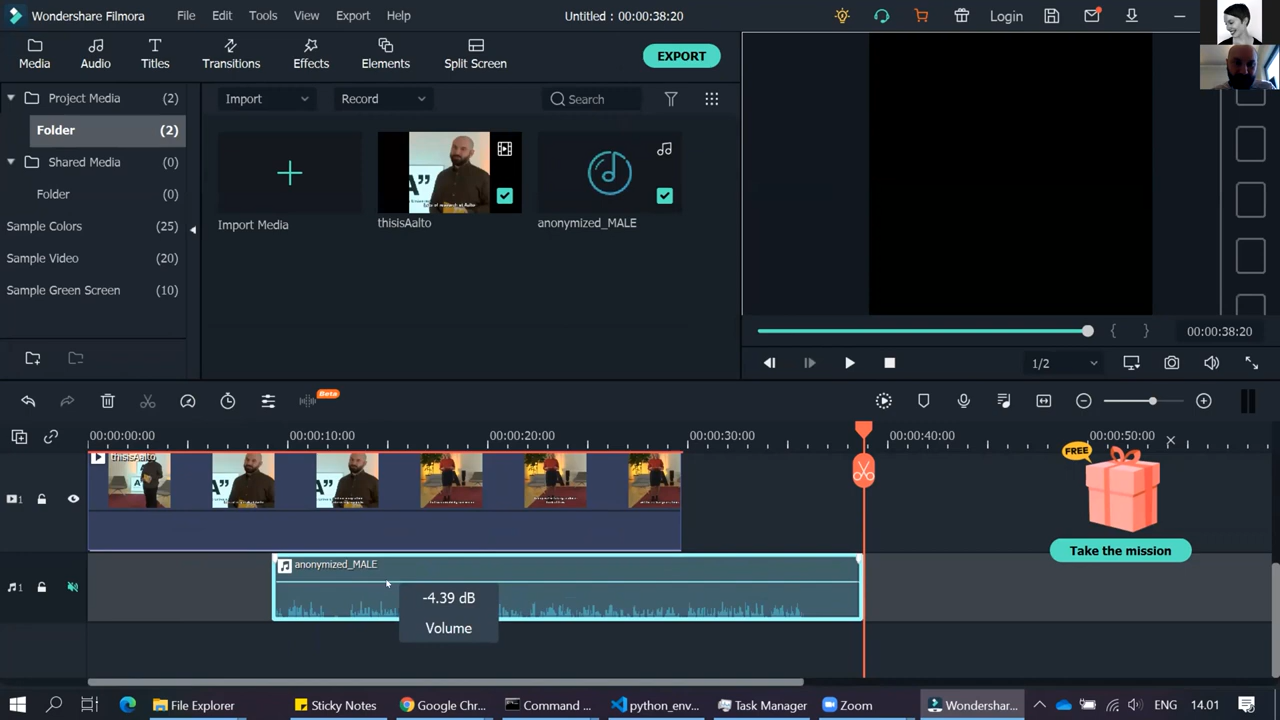 Wondershare Filmora File Edit Tools View Export Help Untitled : 00:00:38:20 Login
Media Audio Titles Transitions Effects Elements Split Screen EXPORT
Project Media (2)
Folder (2)
Shared Media (0)
Folder (0)
Sample Colors (25)
Sample Video (20)
Sample Green Screen (10)
Import Record Search
Import Media
thisisAalto
anonymized_MALE
00:00:38:20
1/2
Beta
00:00:00:00 00:00:10:00 00:00:20:00 00:00:30:00 00:00:40:00 00:00:50:00
thisisAalto
1
anonymized_MALE
1
-4.39 dB
Volume
FREE
Take the mission
File Explorer Sticky Notes Google Chr... Command ... python_env... Task Manager Zoom Wondersha... ENG 14.01